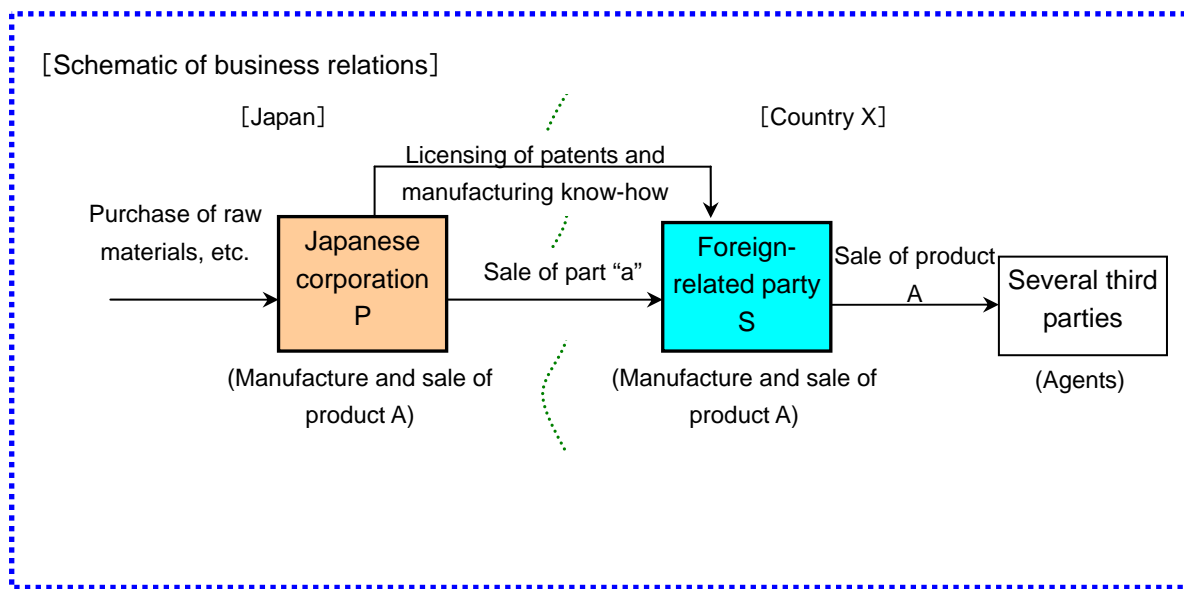 ［Schematic of business relations］
［Japan］
［Country X］
Licensing of patents and
manufacturing know-how
Purchase of raw
materials, etc.
Japanese
corporation
P
Sale of part “a”
Foreign-
related party
S
Sale of product
A
Several third
parties
(Manufacture and sale of
product A)
(Manufacture and sale of
product A)
(Agents)